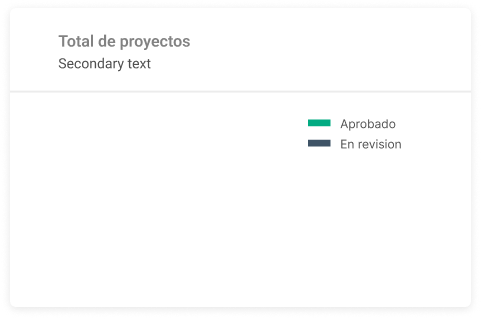 Total de proyectos
Secondary text
Aprobado
En revision